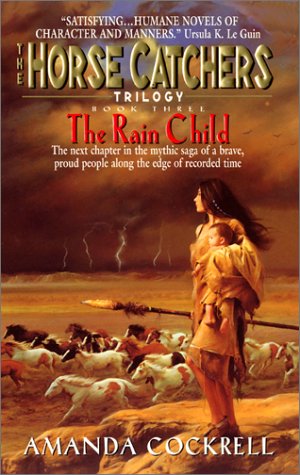 "SATISFYING...HUMANE NOVELS OF
CHARACTER AND MANNERS." Ursula K. Le Guin
THE
HORSE CATCHERS
TRILOGY
BOOK THREE
The Rain Child
The next chapter in the mythic saga of a brave,
proud people along the edge of recorded time
AMANDA COCKRELL